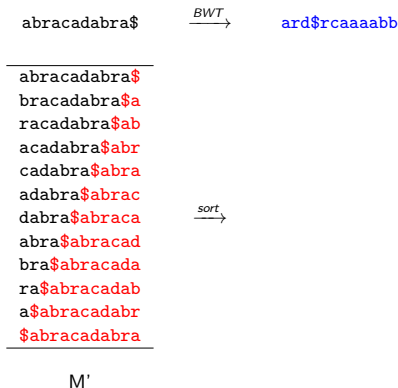 abracadabra$ BWT ard$rcaaaabb
abracadabra$
bracadabra$a
racadabra$ab
acadabra$abr
cadabra$abra
adabra$abrac
dabra$abraca sort
abra$abracad
bra$abracada
ra$abracadab
a$abracadabr
$abracadabra
M'